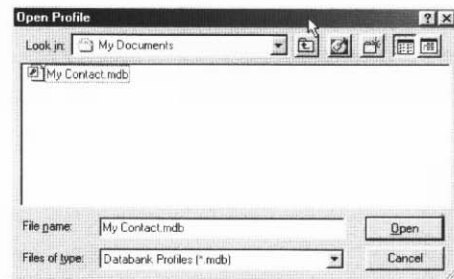 Open Profile
Look in: My Documents
My Contact.mdb
File name: My Contact.mdb Open
Files of type: Databank Profiles (*.mdb) Cancel